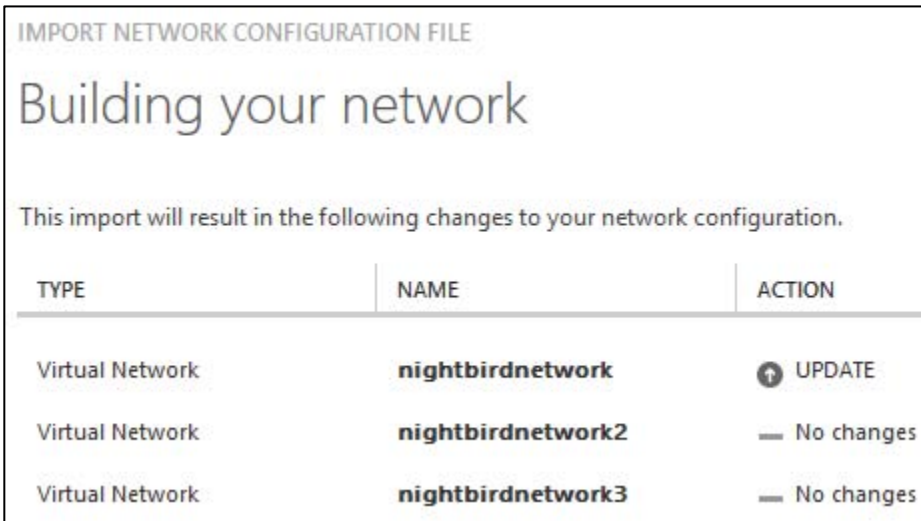 IMPORT NETWORK CONFIGURATION FILE
Building your network
This import will result in the following changes to your network configuration.
TYPE NAME ACTION
Virtual Network nightbirdnetwork UPDATE
Virtual Network nightbirdnetwork2 No changes
Virtual Network nightbirdnetwork3 No changes